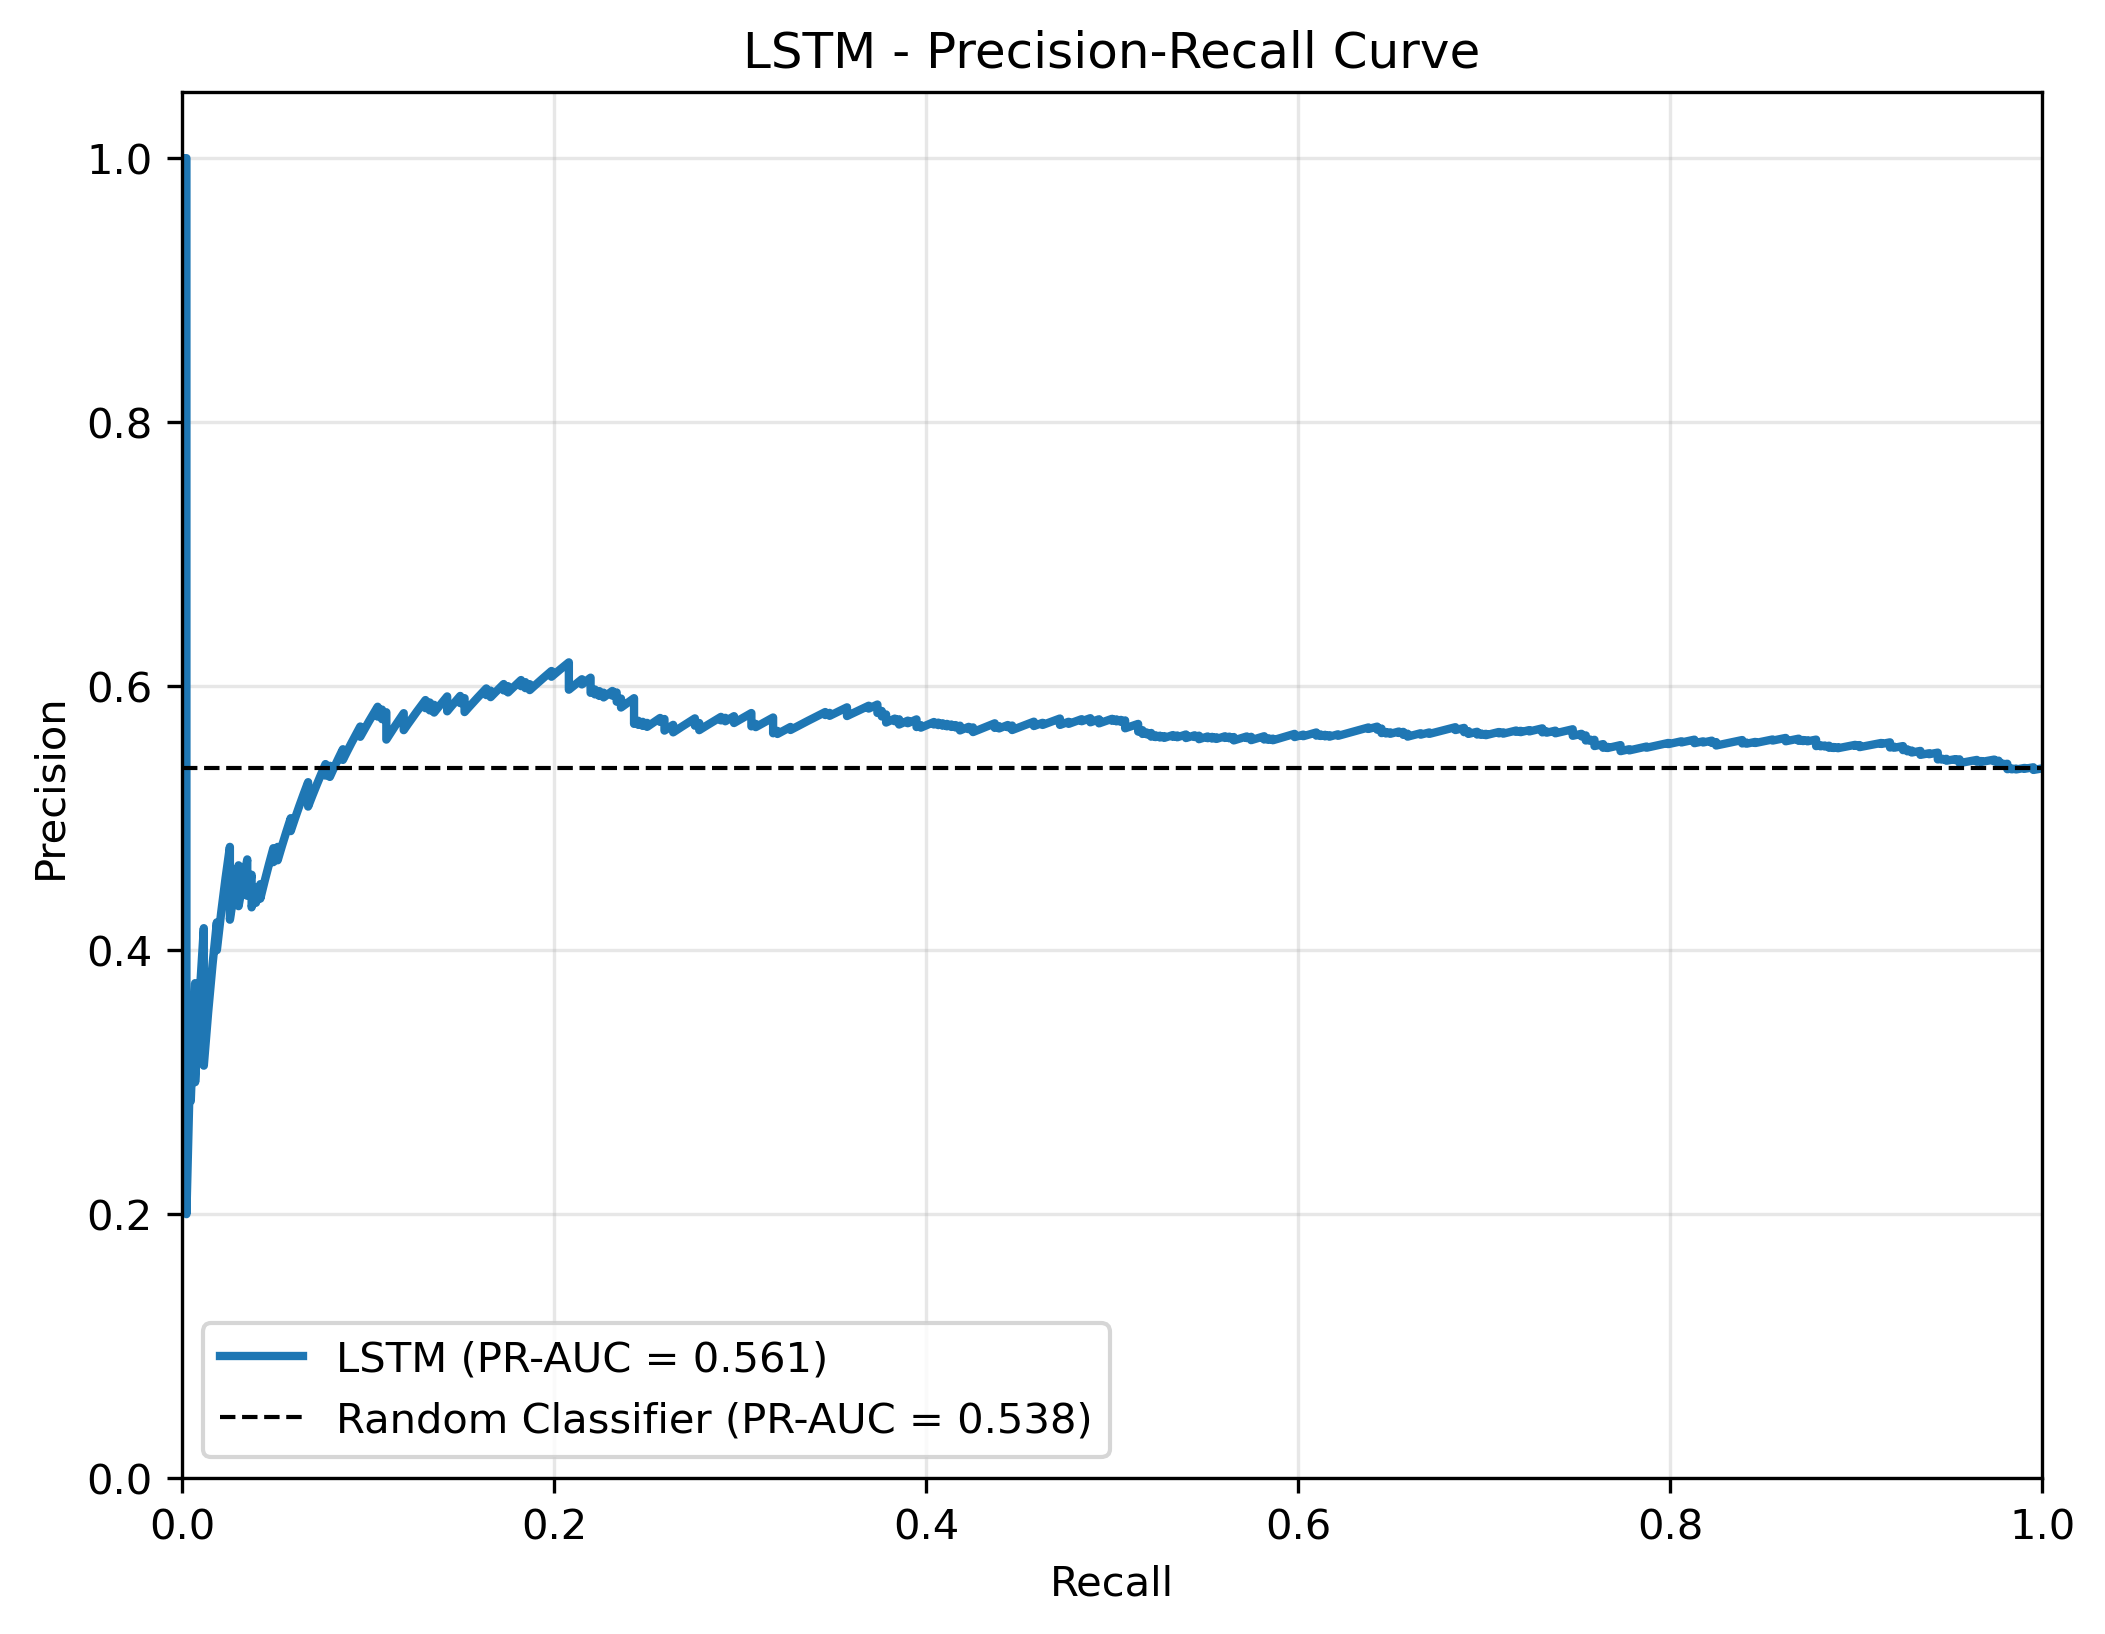 LSTM - Precision-Recall Curve
1.0
0.8
0.6
0.4
0.2
0.0
Precision
LSTM (PR-AUC = 0.561)
Random Classifier (PR-AUC = 0.538)
0.0 0.2 0.4 0.6 0.8 1.0
Recall